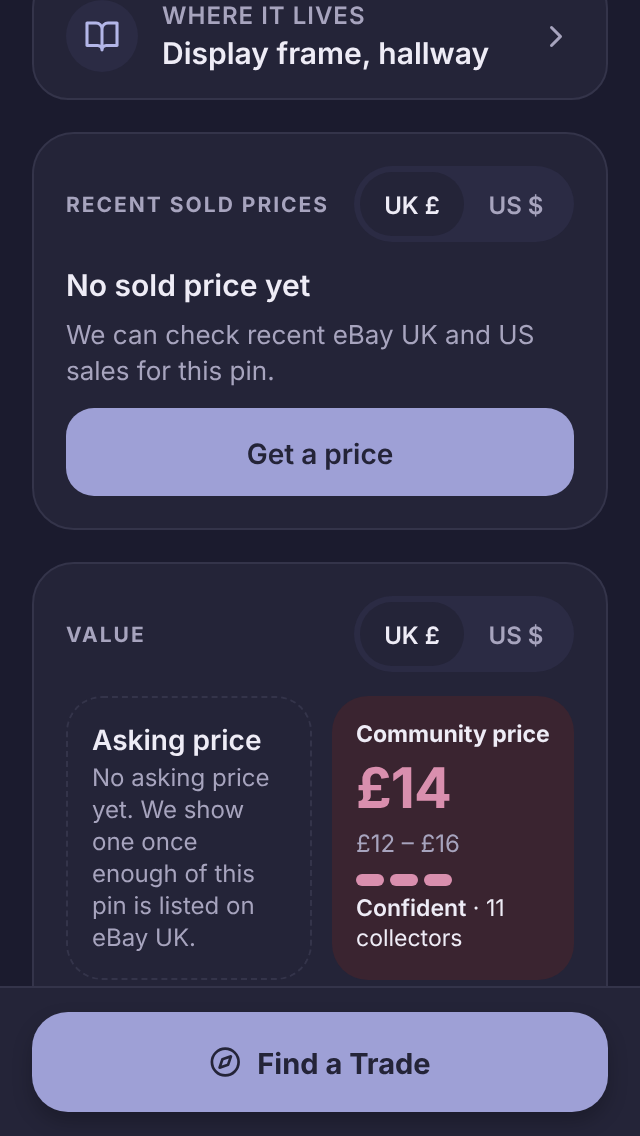 WHERE IT LIVES
Display frame, hallway
RECENT SOLD PRICES
UK £ US $
No sold price yet
We can check recent eBay UK and US
sales for this pin.
Get a price
VALUE
UK £ US $
Asking price
No asking price
yet. We show
one once
enough of this
pin is listed on
eBay UK.
Community price
£14
£12 – £16
Confident · 11
collectors
Find a Trade